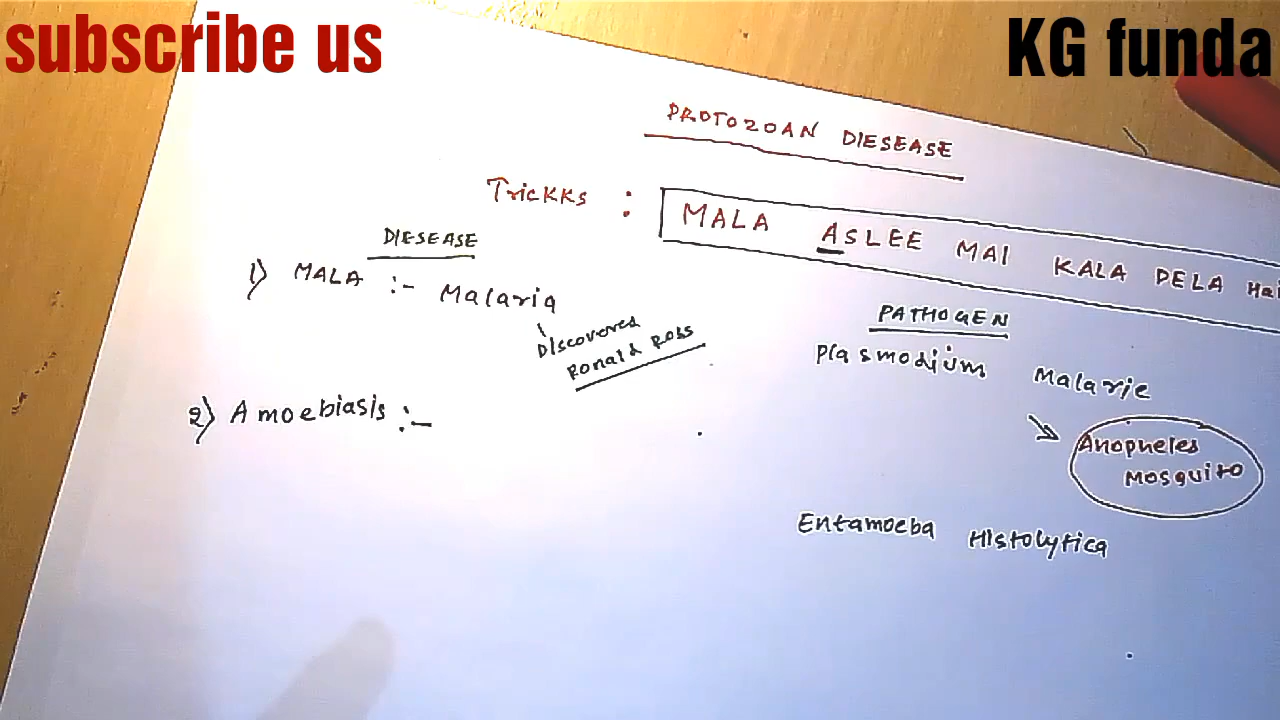 subscribe us
KG funda
PROTOZOAN DIESEASE
Trickks : MALA ASLEE MAI KALA PELA Hai
DIESEASE
PATHOGEN
1) MALA :- Malaria
Plasmodium Malarie
Discovered
Ronald Ross
Anopheles
Mosquito
2) Amoebiasis :-
Entamoeba Histolytica